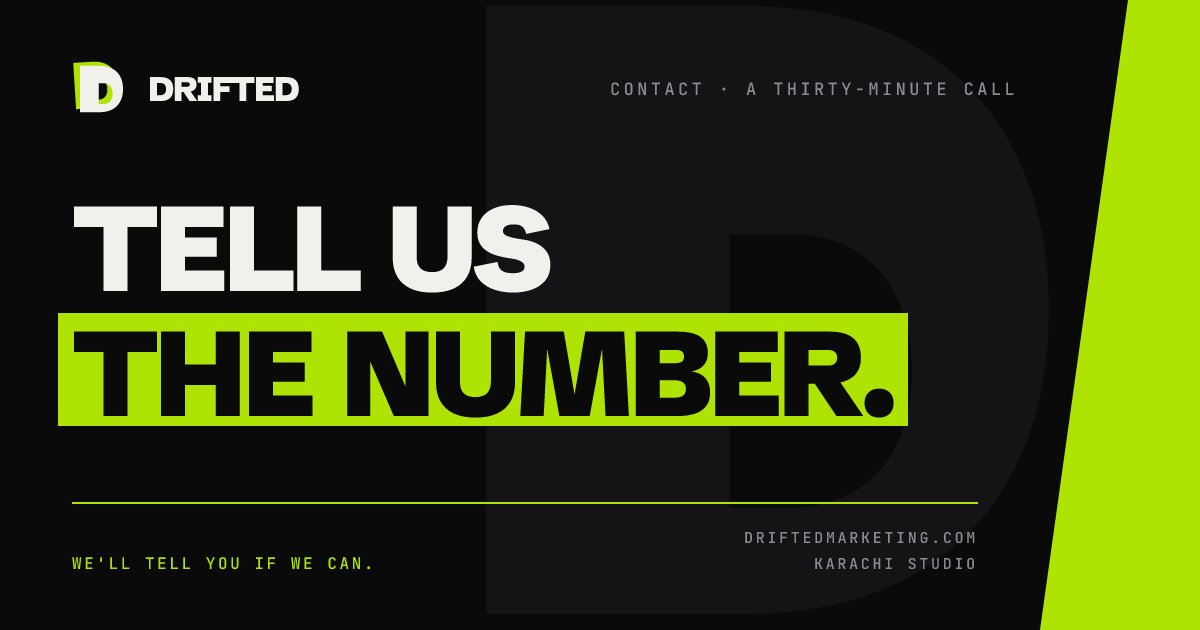 DRIFTED
CONTACT · A THIRTY-MINUTE CALL
TELL US
THE NUMBER.
WE'LL TELL YOU IF WE CAN.
DRIFTEDMARKETING.COM
KARACHI STUDIO